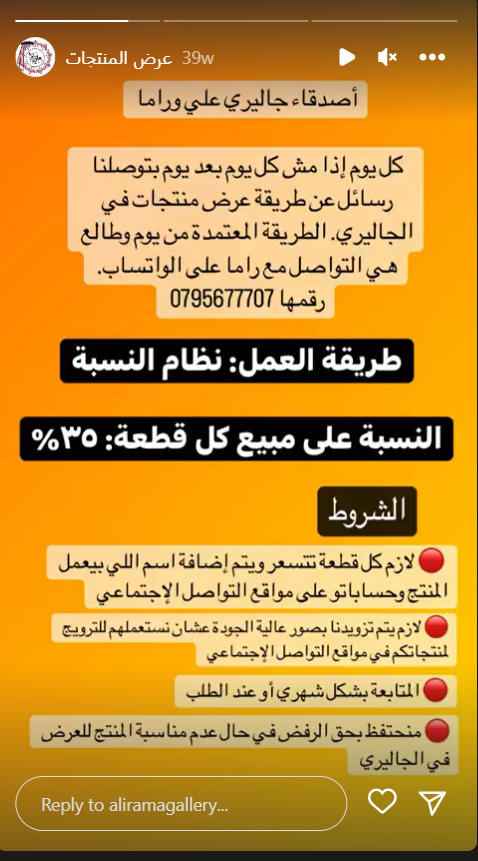 عرض المنتجات 39w
أصدقاء جاليري علي وراما
كل يوم إذا مش كل يوم بعد يوم بتوصلنا
رسائل عن طريقة عرض منتجات في
الجاليري. الطريقة المعتمدة من يوم وطالع
هي التواصل مع راما على الواتساب.
رقمها 0795677707
طريقة العمل: نظام النسبة
النسبة على مبيع كل قطعة: ٣٥%
الشروط
🔴 لازم كل قطعة تتسعر ويتم إضافة اسم اللي بيعمل
المنتج وحساباتو على مواقع التواصل الإجتماعي
🔴 لازم يتم تزويدنا بصور عالية الجودة عشان نستعملهم للترويج
لمنتجاتكم في مواقع التواصل الإجتماعي
🔴 المتابعة بشكل شهري أو عند الطلب
🔴 منحتفظ بحق الرفض في حال عدم مناسبة المنتج للعرض
في الجاليري
Reply to aliramagallery...